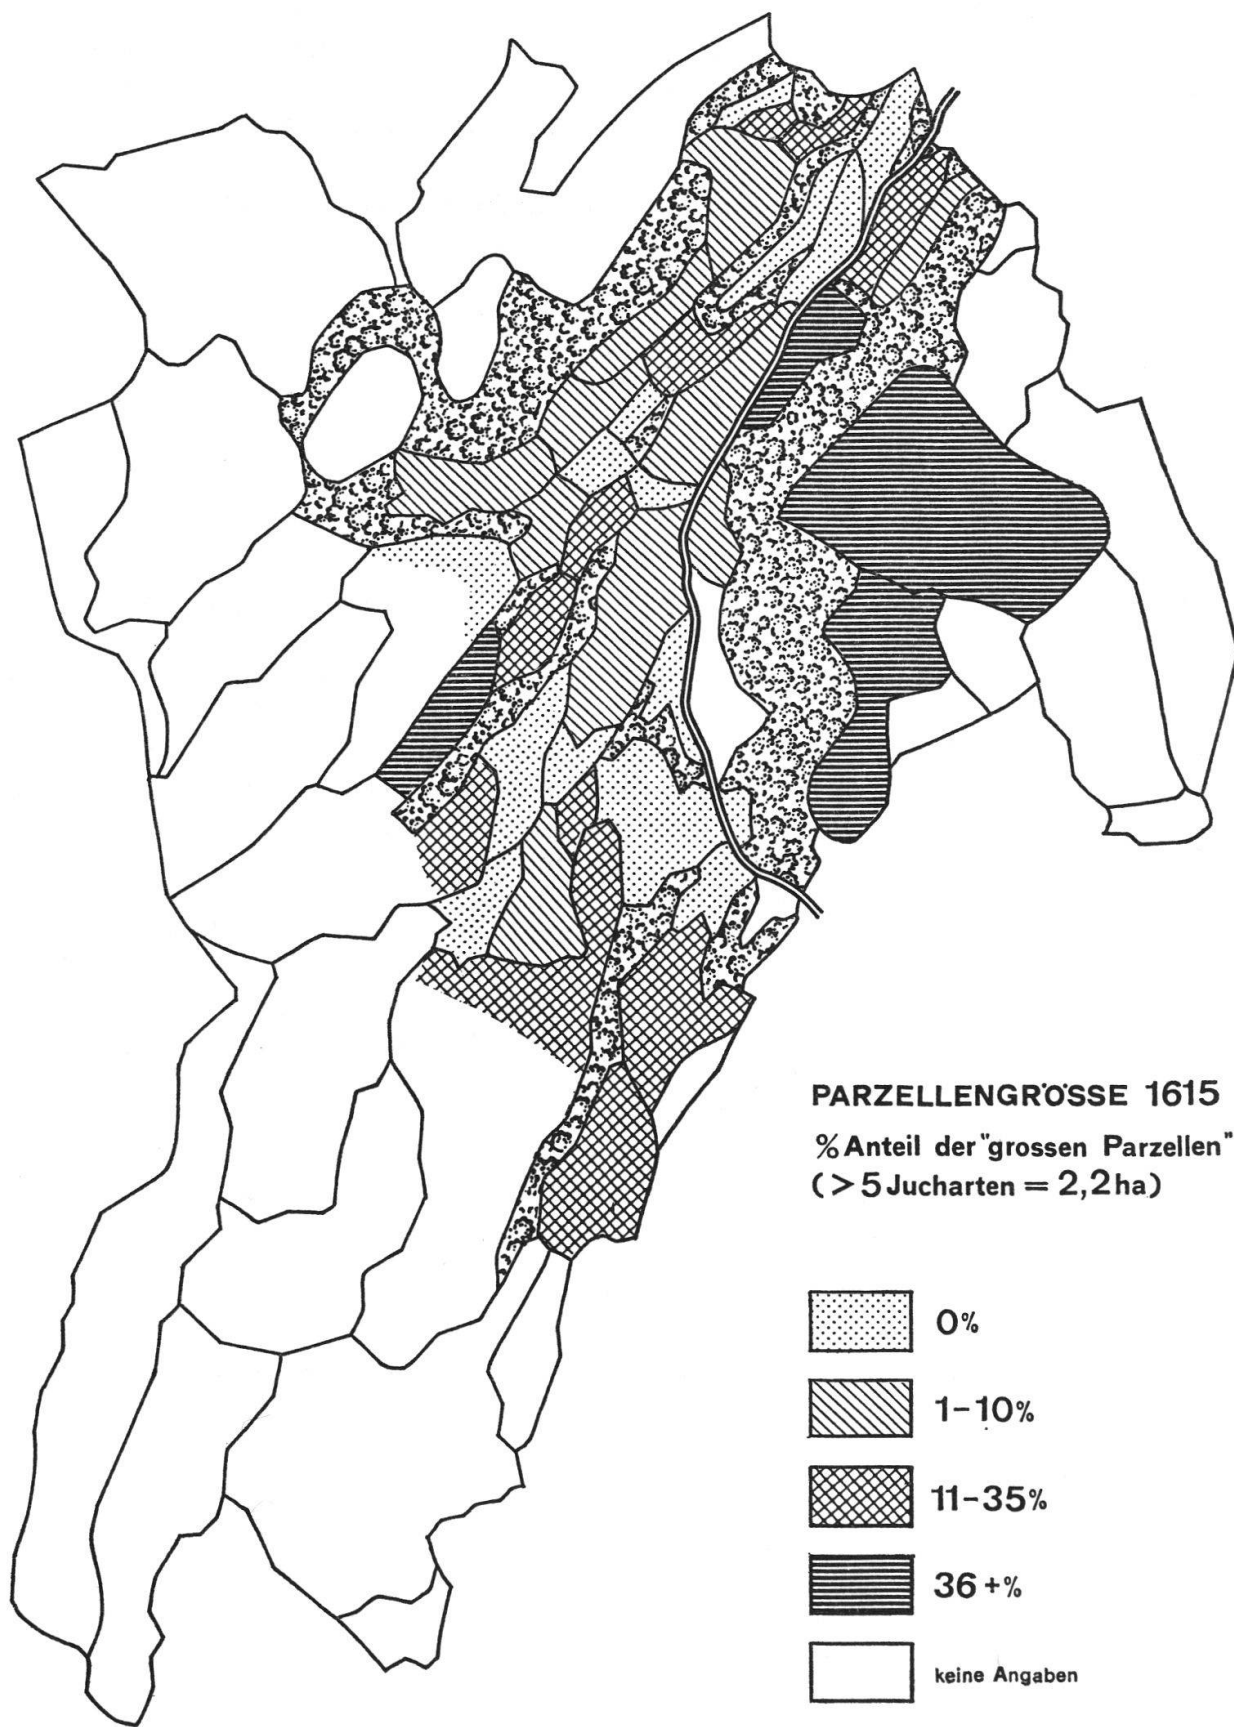 PARZELLENGRÖSSE 1615
% Anteil der "grossen Parzellen"
(> 5 Jucharten = 2,2 ha)
0%
1-10%
11-35%
36 +%
keine Angaben